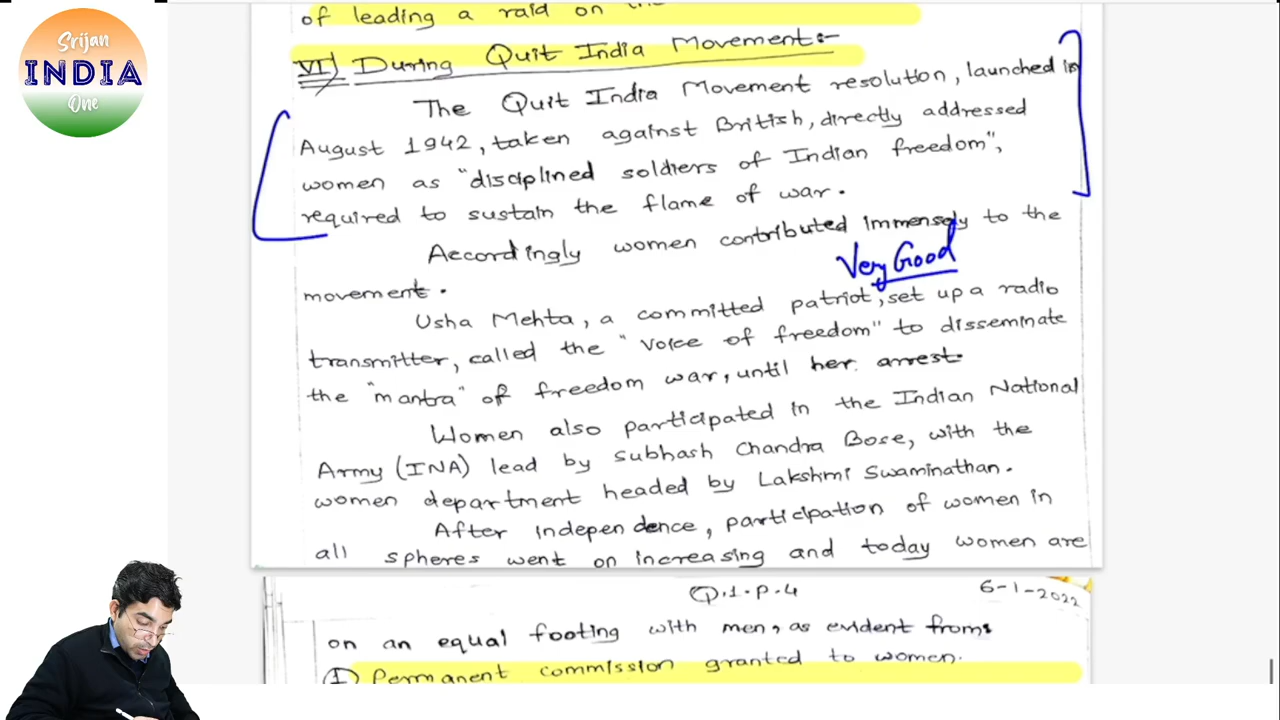 Srijan
INDIA
One
of leading a raid on the
VI) During Quit India Movement:-
The Quit India Movement resolution, launched in
August 1942, taken against British, directly addressed
women as "disciplined soldiers of Indian freedom",
required to sustain the flame of war.
Accordingly women contributed immensely to the
movement.
Very Good
Usha Mehta, a committed patriot, set up a radio
transmitter, called the "Voice of freedom" to disseminate
the "mantra" of freedom war, until her arrest.
Women also participated in the Indian National
Army (INA) lead by Subhash Chandra Bose, with the
women department headed by Lakshmi Swaminathan.
After independence, participation of women in
all spheres went on increasing and today women are
Q.1.P.4
6-1-2022
on an equal footing with men, as evident from:
I) Permanent commission granted to women.